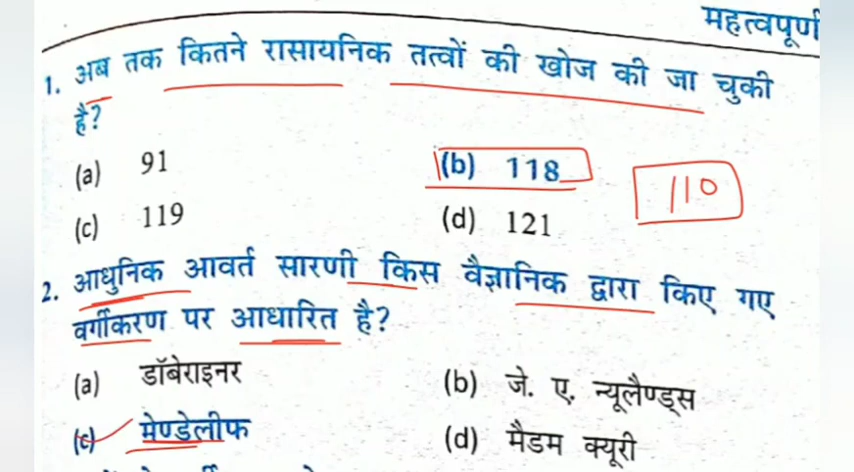 महत्वपूर्ण
1. अब तक कितने रासायनिक तत्वों की खोज की जा चुकी
है?
(a) 91 (b) 118
110
(c) 119 (d) 121
2. आधुनिक आवर्त सारणी किस वैज्ञानिक द्वारा किए गए
वर्गीकरण पर आधारित है?
(a) डॉबेराइनर (b) जे. ए. न्यूलैण्ड्स
(c) मेण्डेलीफ (d) मैडम क्यूरी